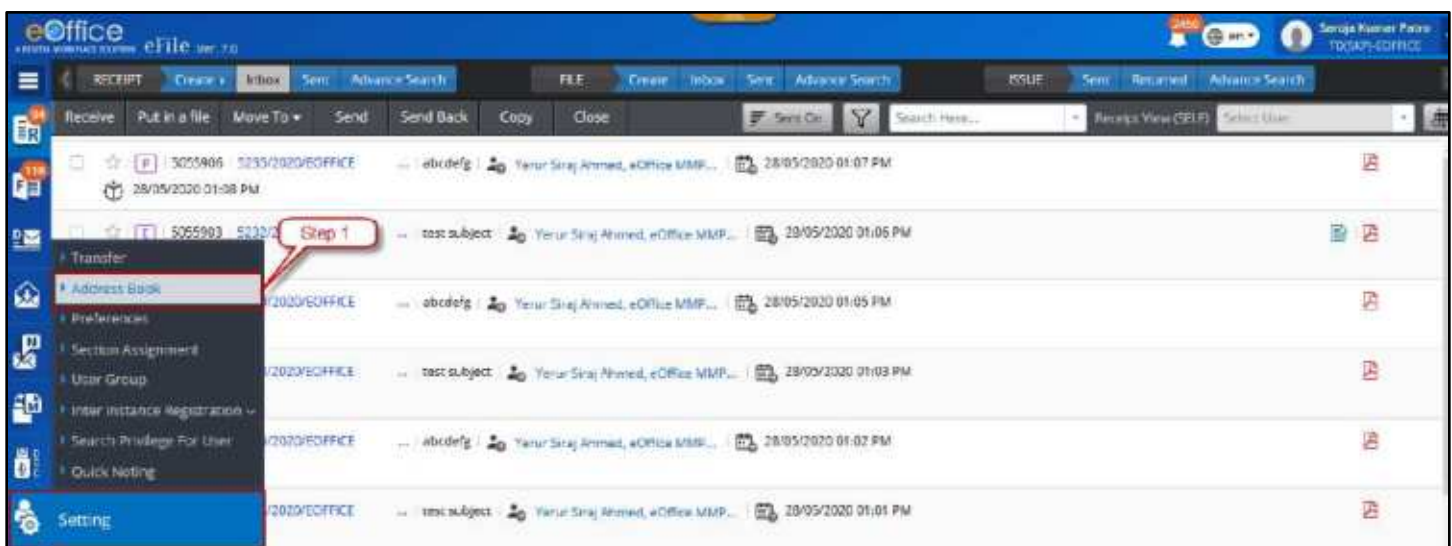 eOffice
eFile Ver. 7.0
en
TD(SKP)-EOFFICE
RECEIPT Create Inbox Sent Advance Search FILE Create Inbox Sent Advance Search ISSUE Sent Returned Advance Search
Receive Put in a file Move To Send Send Back Copy Close Sent On Search Here... Receipt View (SELF) Select User
P 5055906 5235/2020/EOFFICE ... abcdefg Yerur Siraj Ahmed, eOffice MMP... 28/05/2020 01:07 PM
28/05/2020 01:08 PM
E 5055903 5232/2 Step 1 ... test subject Yerur Siraj Ahmed, eOffice MMP... 28/05/2020 01:06 PM
Transfer
Address Book /2020/EOFFICE ... abcdefg Yerur Siraj Ahmed, eOffice MMP... 28/05/2020 01:05 PM
Preferences
Section Assignment
User Group /2020/EOFFICE ... test subject Yerur Siraj Ahmed, eOffice MMP... 28/05/2020 01:03 PM
Inter Instance Registration
Search Privilege For User /2020/EOFFICE ... abcdefg Yerur Siraj Ahmed, eOffice MMP... 28/05/2020 01:02 PM
Quick Noting
Setting /2020/EOFFICE ... test subject Yerur Siraj Ahmed, eOffice MMP... 28/05/2020 01:01 PM